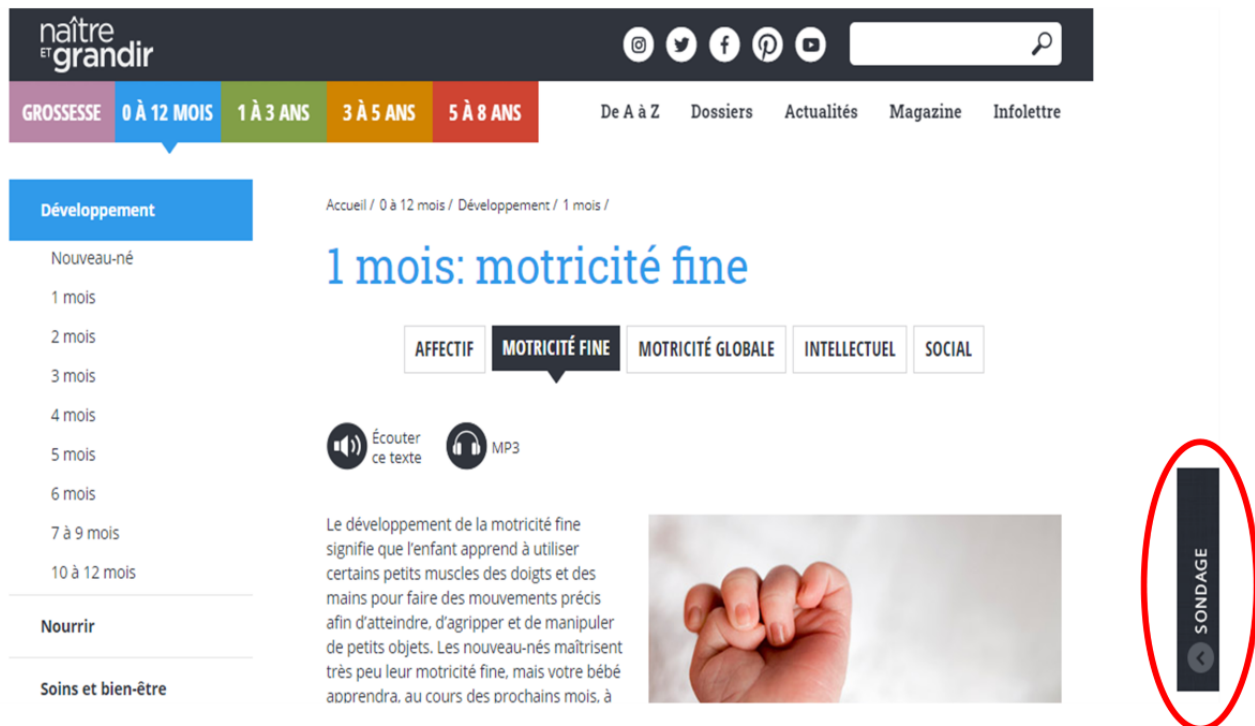 naître
ET grandir
GROSSESSE 0 À 12 MOIS 1 À 3 ANS 3 À 5 ANS 5 À 8 ANS
De A à Z Dossiers Actualités Magazine Infolettre
Développement
Nouveau-né
1 mois
2 mois
3 mois
4 mois
5 mois
6 mois
7 à 9 mois
10 à 12 mois
Nourrir
Soins et bien-être
Accueil / 0 à 12 mois / Développement / 1 mois /
1 mois: motricité fine
AFFECTIF MOTRICITÉ FINE MOTRICITÉ GLOBALE INTELLECTUEL SOCIAL
Écouter
ce texte
MP3
Le développement de la motricité fine
signifie que l'enfant apprend à utiliser
certains petits muscles des doigts et des
mains pour faire des mouvements précis
afin d'atteindre, d'agripper et de manipuler
de petits objets. Les nouveau-nés maîtrisent
très peu leur motricité fine, mais votre bébé
apprendra, au cours des prochains mois, à
SONDAGE